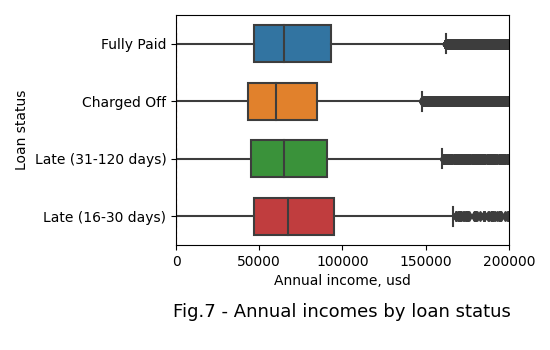 Loan status
Fully Paid
Charged Off
Late (31-120 days)
Late (16-30 days)
0 50000 100000 150000 200000
Annual income, usd
Fig.7 - Annual incomes by loan status